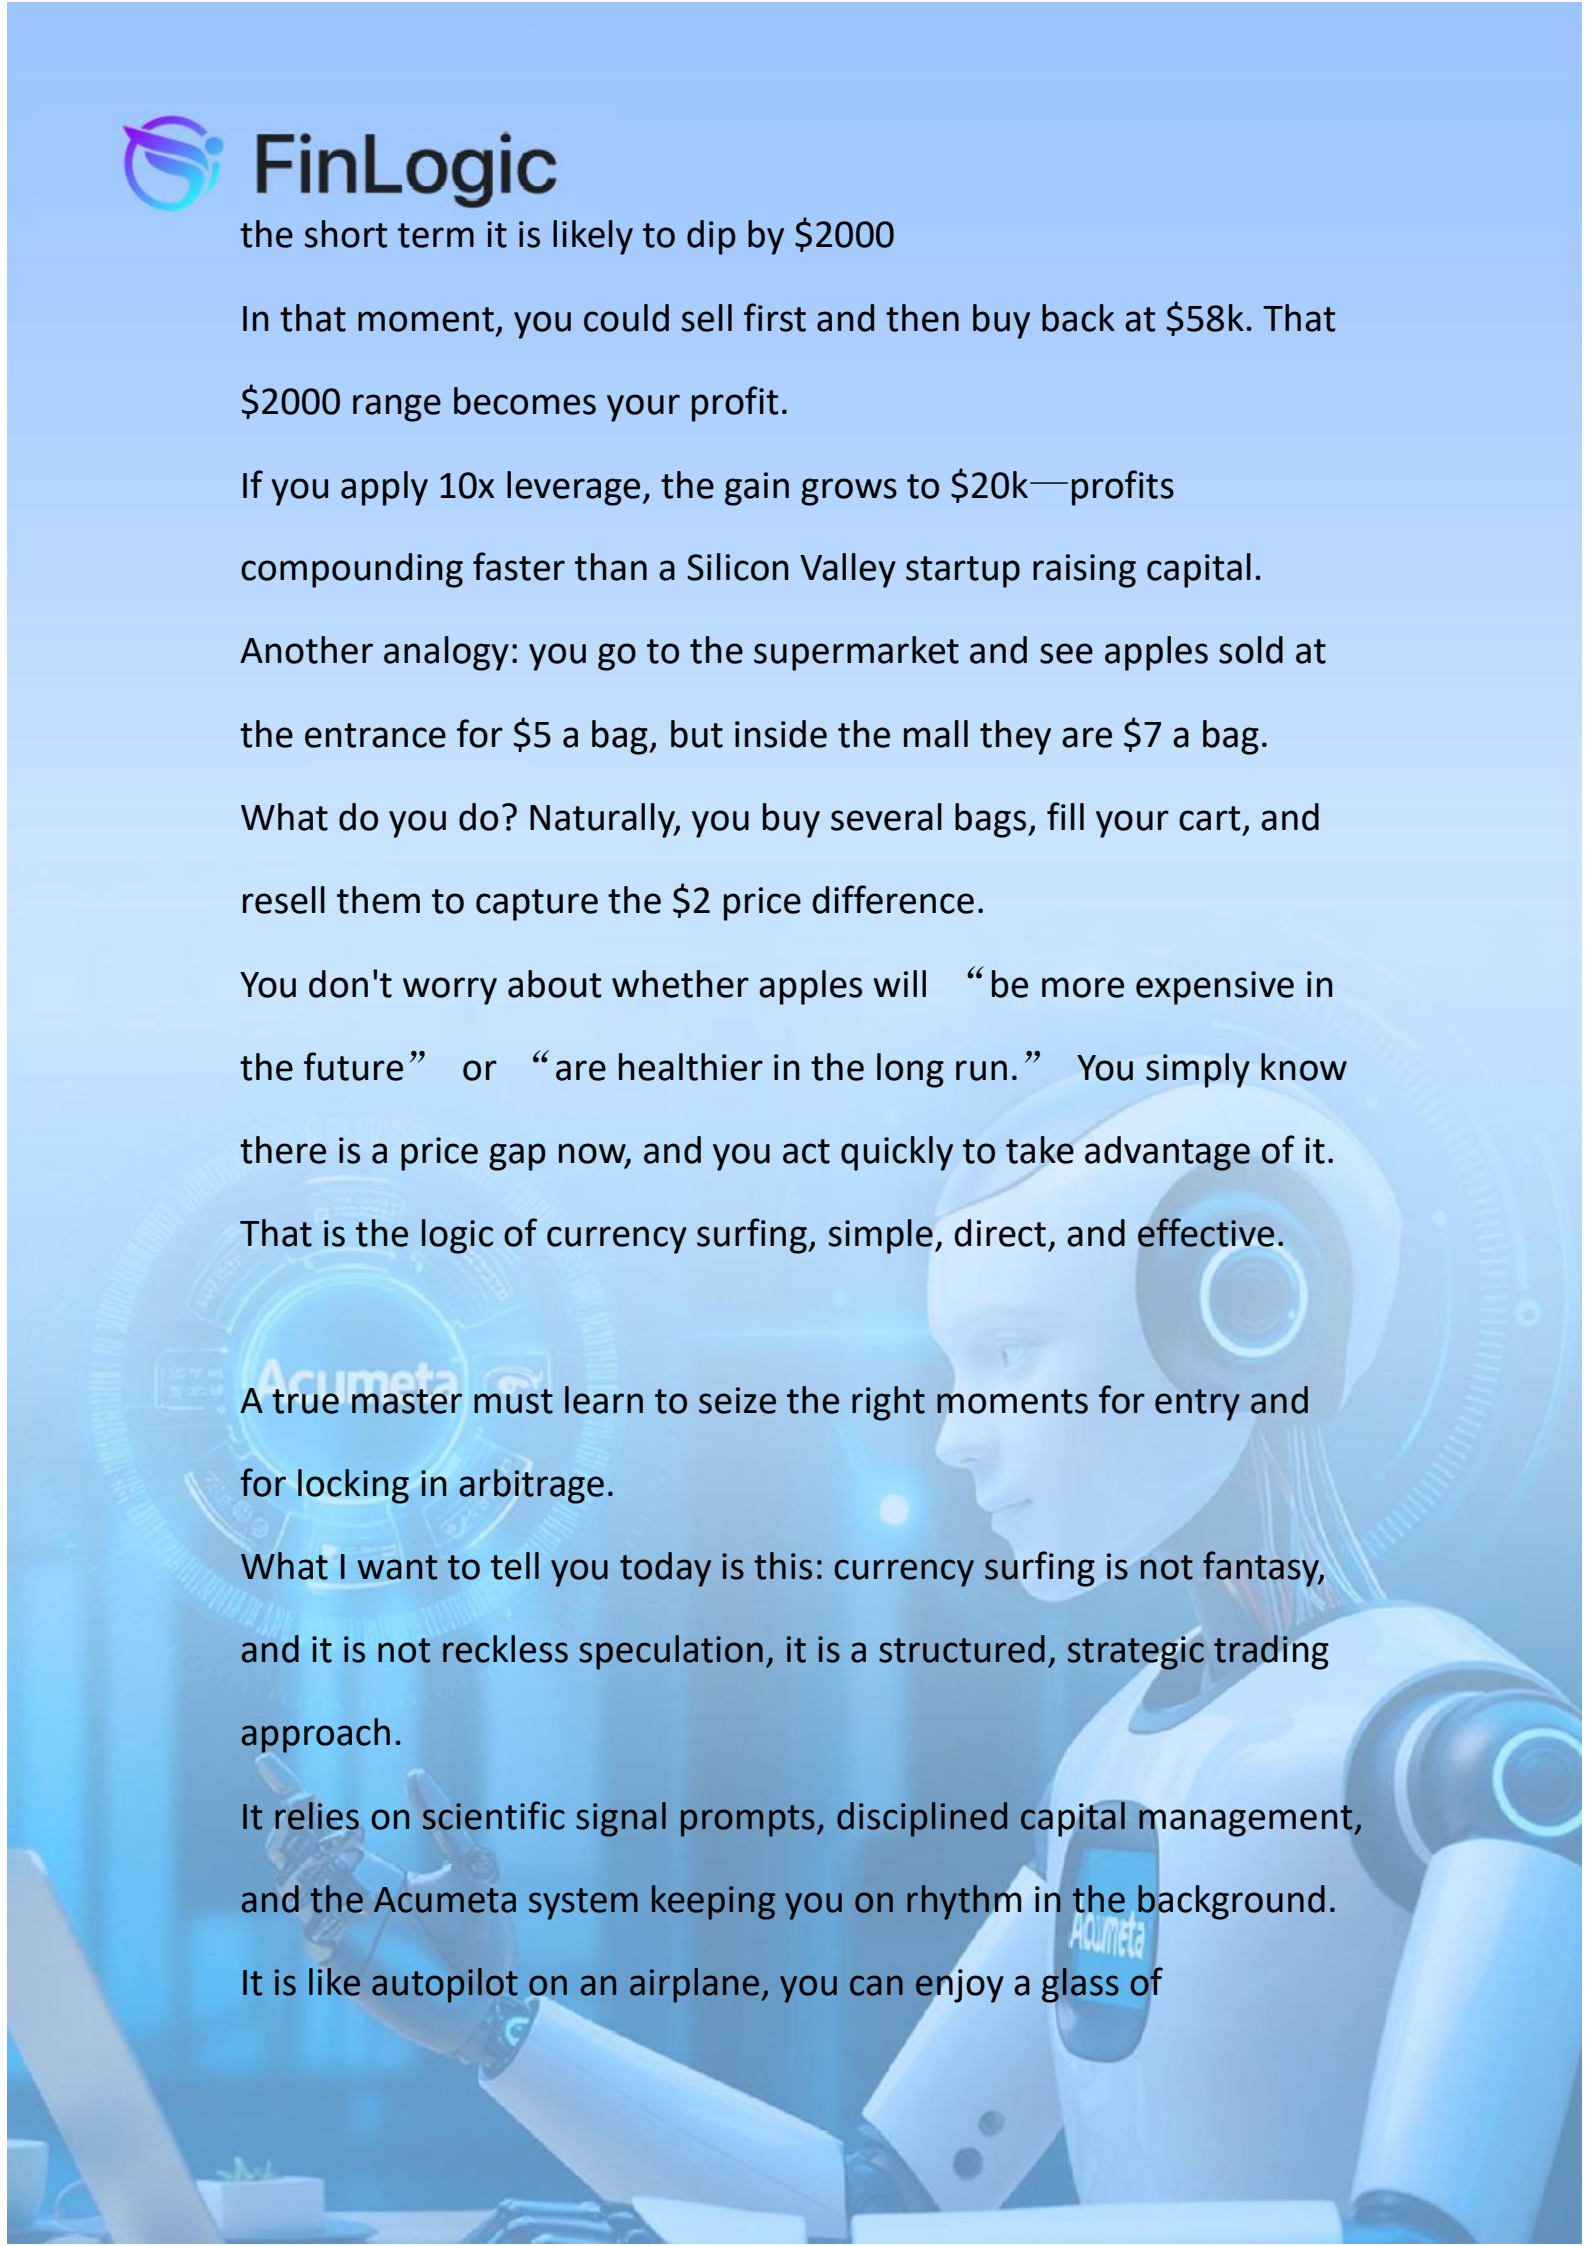 FinLogic
the short term it is likely to dip by $2000
In that moment, you could sell first and then buy back at $58k. That
$2000 range becomes your profit.
If you apply 10x leverage, the gain grows to $20k—profits
compounding faster than a Silicon Valley startup raising capital.
Another analogy: you go to the supermarket and see apples sold at
the entrance for $5 a bag, but inside the mall they are $7 a bag.
What do you do? Naturally, you buy several bags, fill your cart, and
resell them to capture the $2 price difference.
You don't worry about whether apples will “be more expensive in
the future” or “are healthier in the long run.” You simply know
there is a price gap now, and you act quickly to take advantage of it.
That is the logic of currency surfing, simple, direct, and effective.
Acumeta
A true master must learn to seize the right moments for entry and
for locking in arbitrage.
What I want to tell you today is this: currency surfing is not fantasy,
and it is not reckless speculation, it is a structured, strategic trading
approach.
It relies on scientific signal prompts, disciplined capital management,
and the Acumeta system keeping you on rhythm in the background.
Acumeta
It is like autopilot on an airplane, you can enjoy a glass of